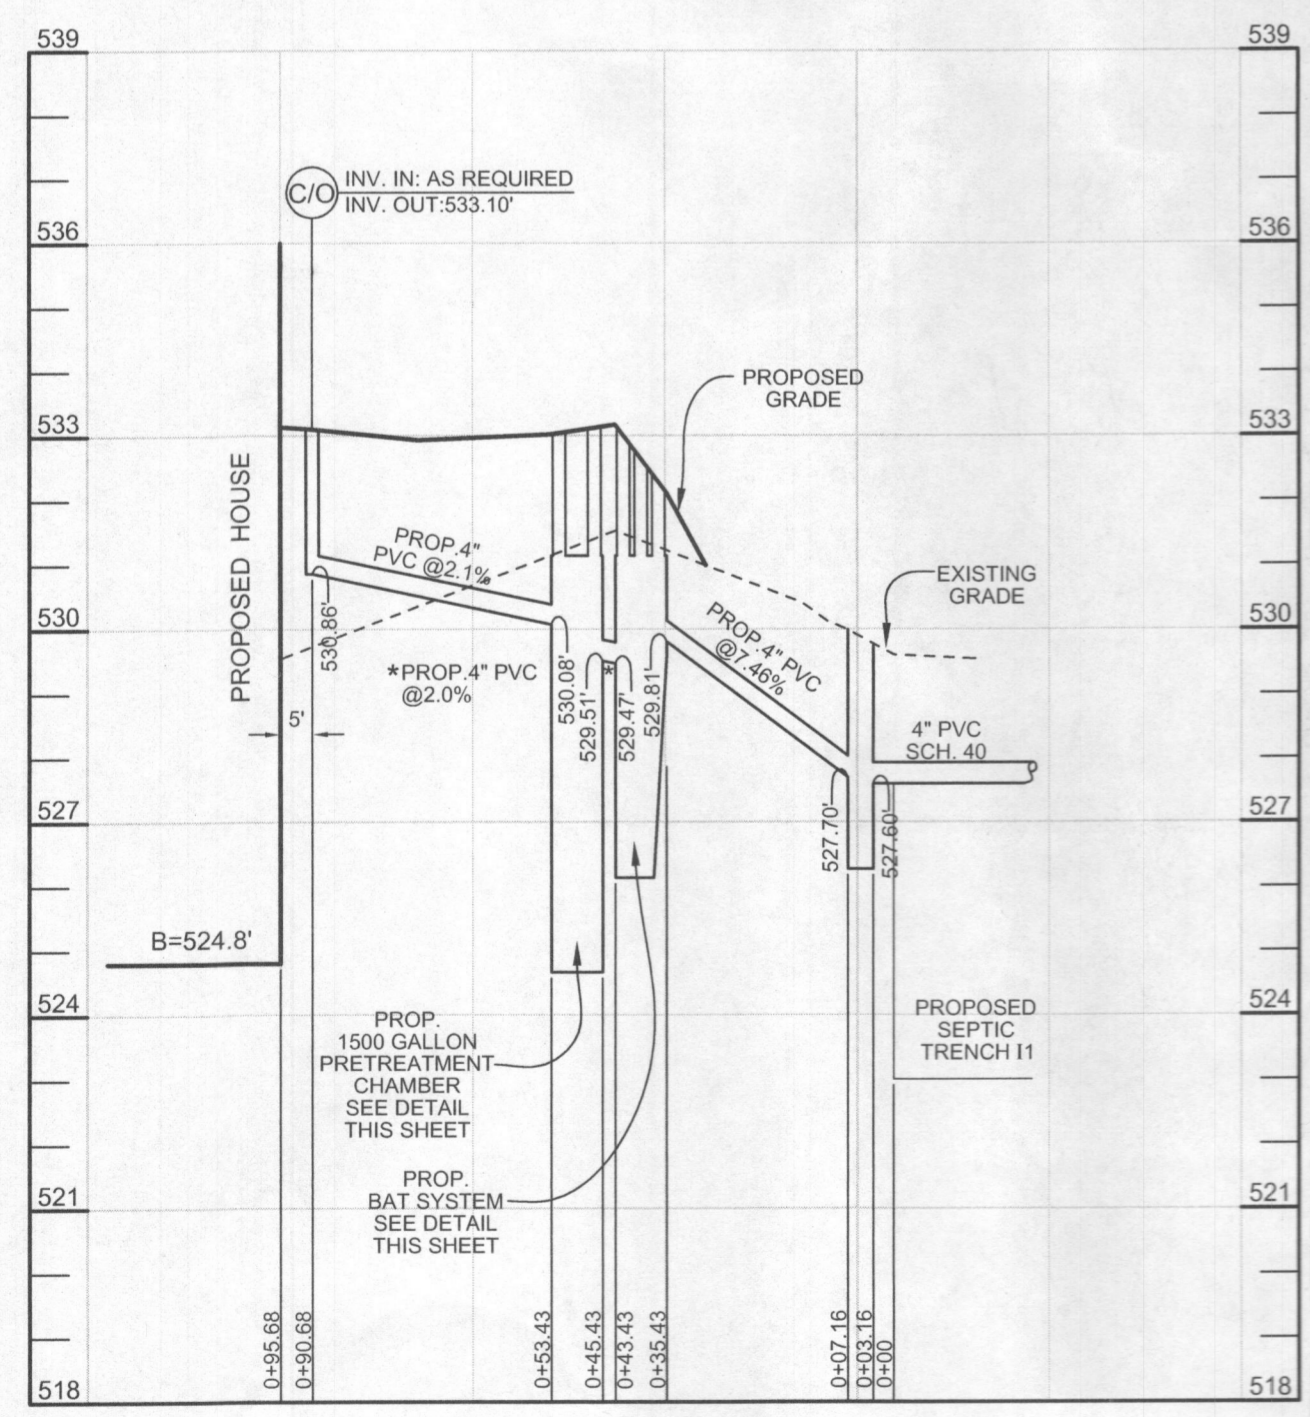 539
539
C/O
INV. IN: AS REQUIRED
INV. OUT:533.10'
536
536
PROPOSED
GRADE
533
533
PROPOSED HOUSE
PROP.4"
PVC @2.1%
EXISTING
GRADE
530
530
530.86'
*PROP.4" PVC
@2.0%
530.08'
529.51'
*
529.47'
529.81'
PROP.4" PVC
@7.46%
5'
4" PVC
SCH. 40
527
527
527.70'
527.60'
B=524.8'
524
524
PROP.
1500 GALLON
PRETREATMENT
CHAMBER
SEE DETAIL
THIS SHEET
PROPOSED
SEPTIC
TRENCH I1
PROP.
BAT SYSTEM
SEE DETAIL
THIS SHEET
521
521
0+95.68
0+90.68
0+53.43
0+45.43
0+43.43
0+35.43
0+07.16
0+03.16
0+00
518
518